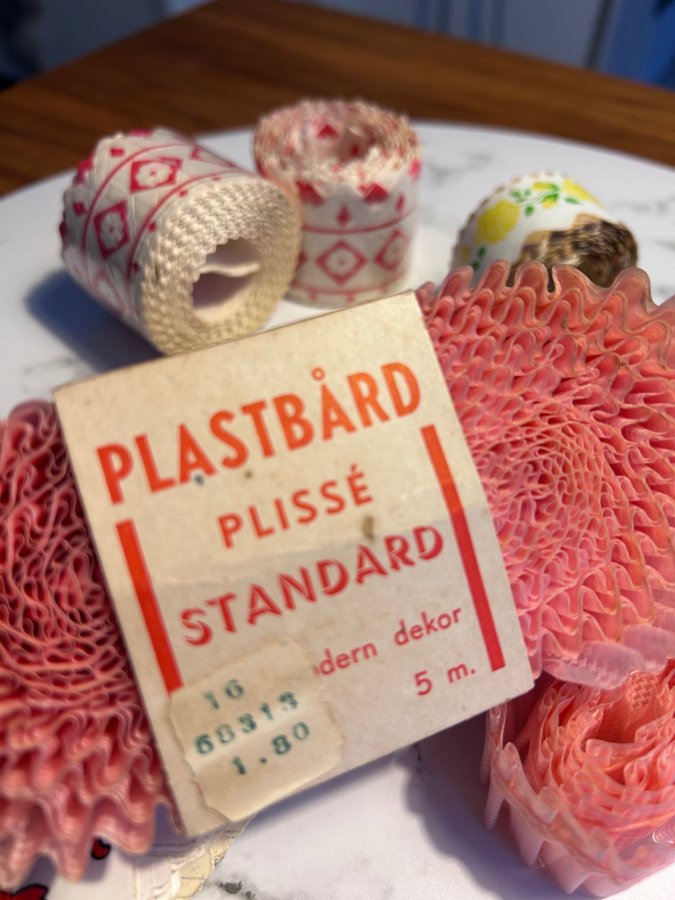 PLASTBÅRD
PLISSÉ
STANDARD
dern dekor
5 m.
16
68313
1.80